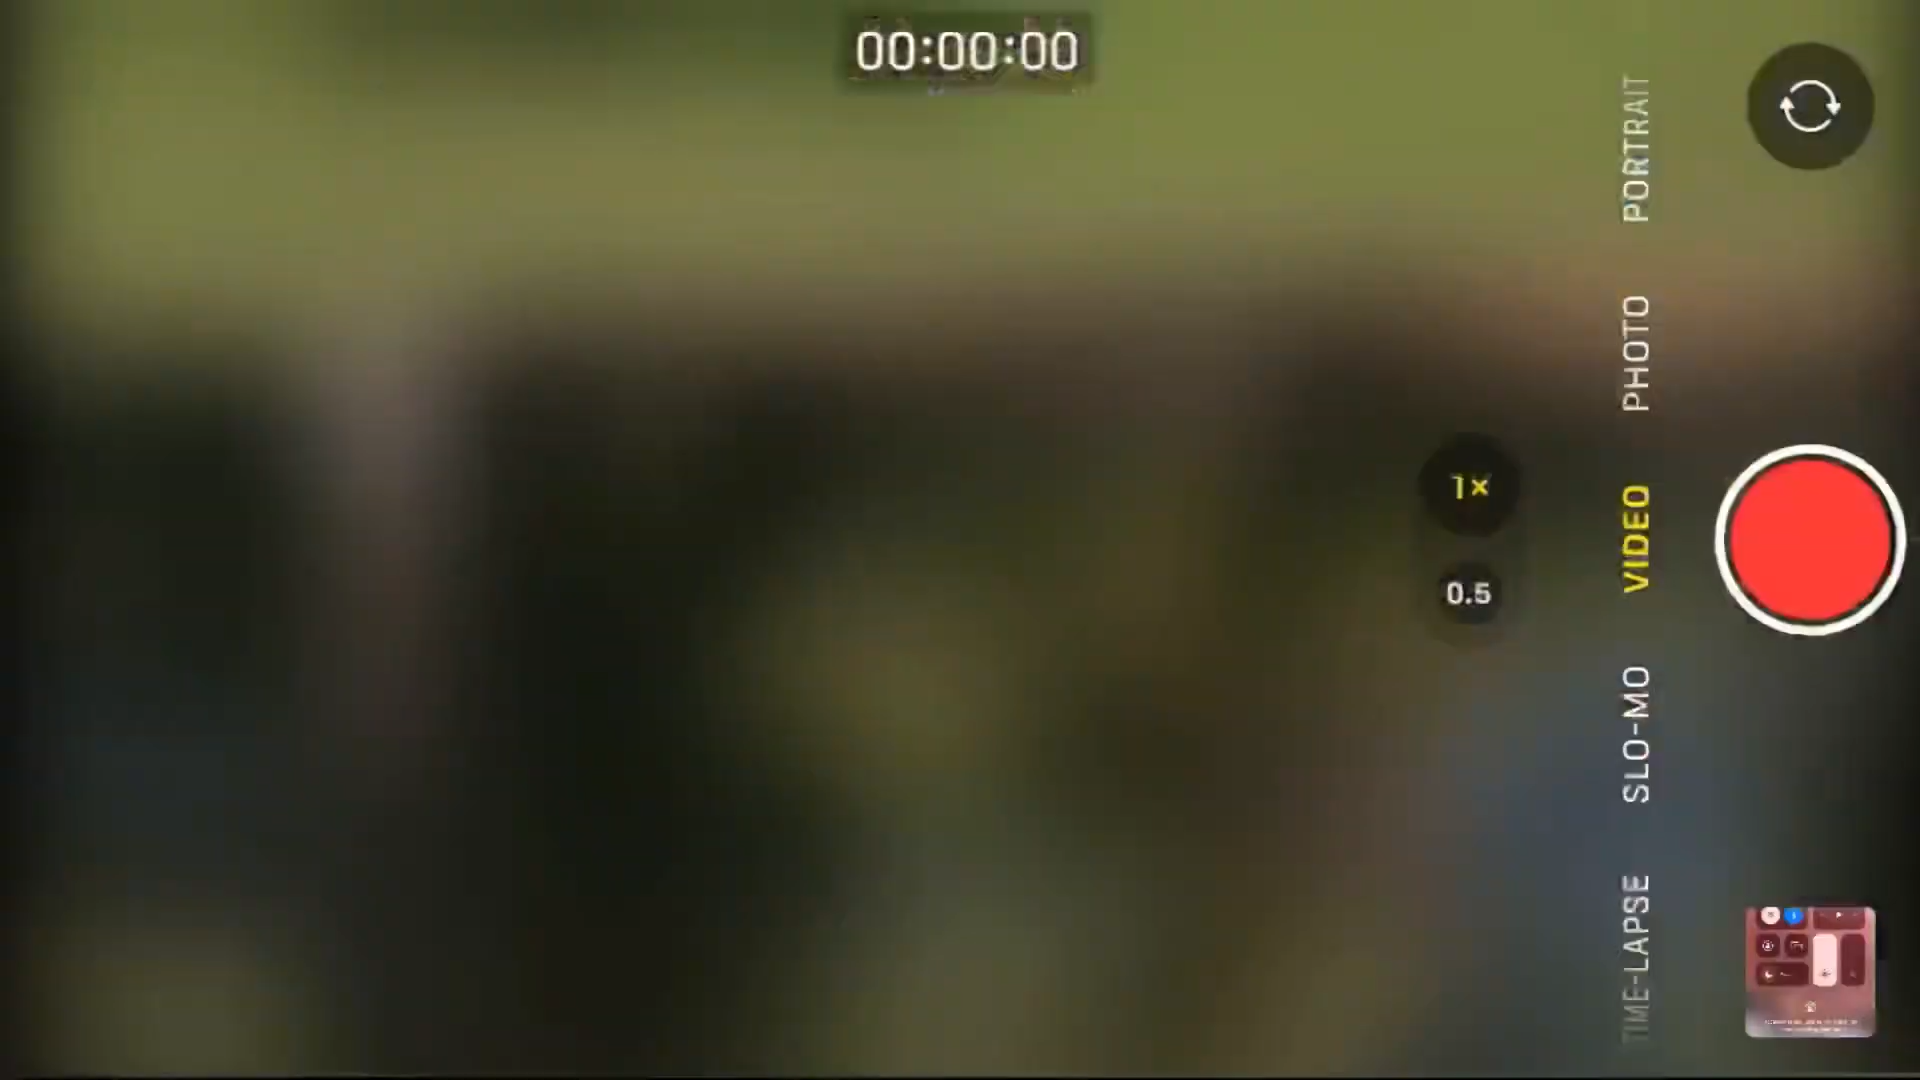 00:00:00
PORTRAIT
PHOTO
1×
VIDEO
0.5
SLO-MO
TIME-LAPSE